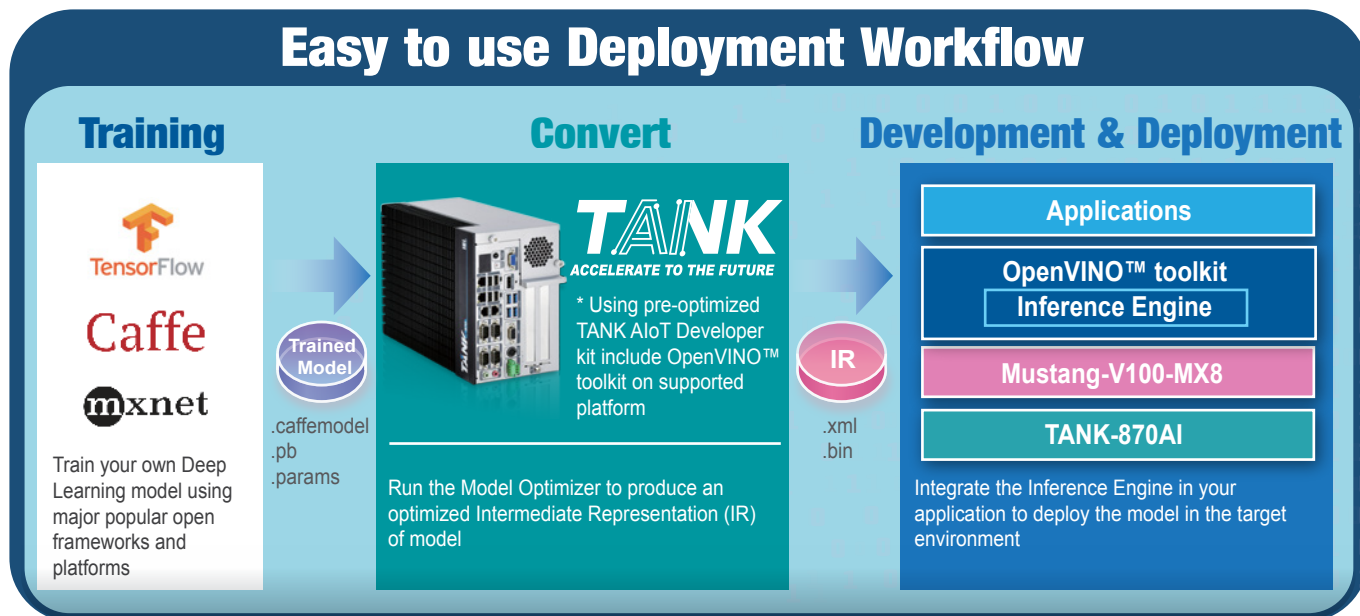 Easy to use Deployment Workflow
Training
TensorFlow
Caffe
mxnet
Train your own Deep
Learning model using
major popular open
frameworks and
platforms
Trained
Model
.caffemodel
.pb
.params
Convert
TANK
ACCELERATE TO THE FUTURE
* Using pre-optimized
TANK AIoT Developer
kit include OpenVINO™
toolkit on supported
platform
Run the Model Optimizer to produce an
optimized Intermediate Representation (IR)
of model
IR
.xml
.bin
Development & Deployment
Applications
OpenVINO™ toolkit
Inference Engine
Mustang-V100-MX8
TANK-870AI
Integrate the Inference Engine in your
application to deploy the model in the target
environment